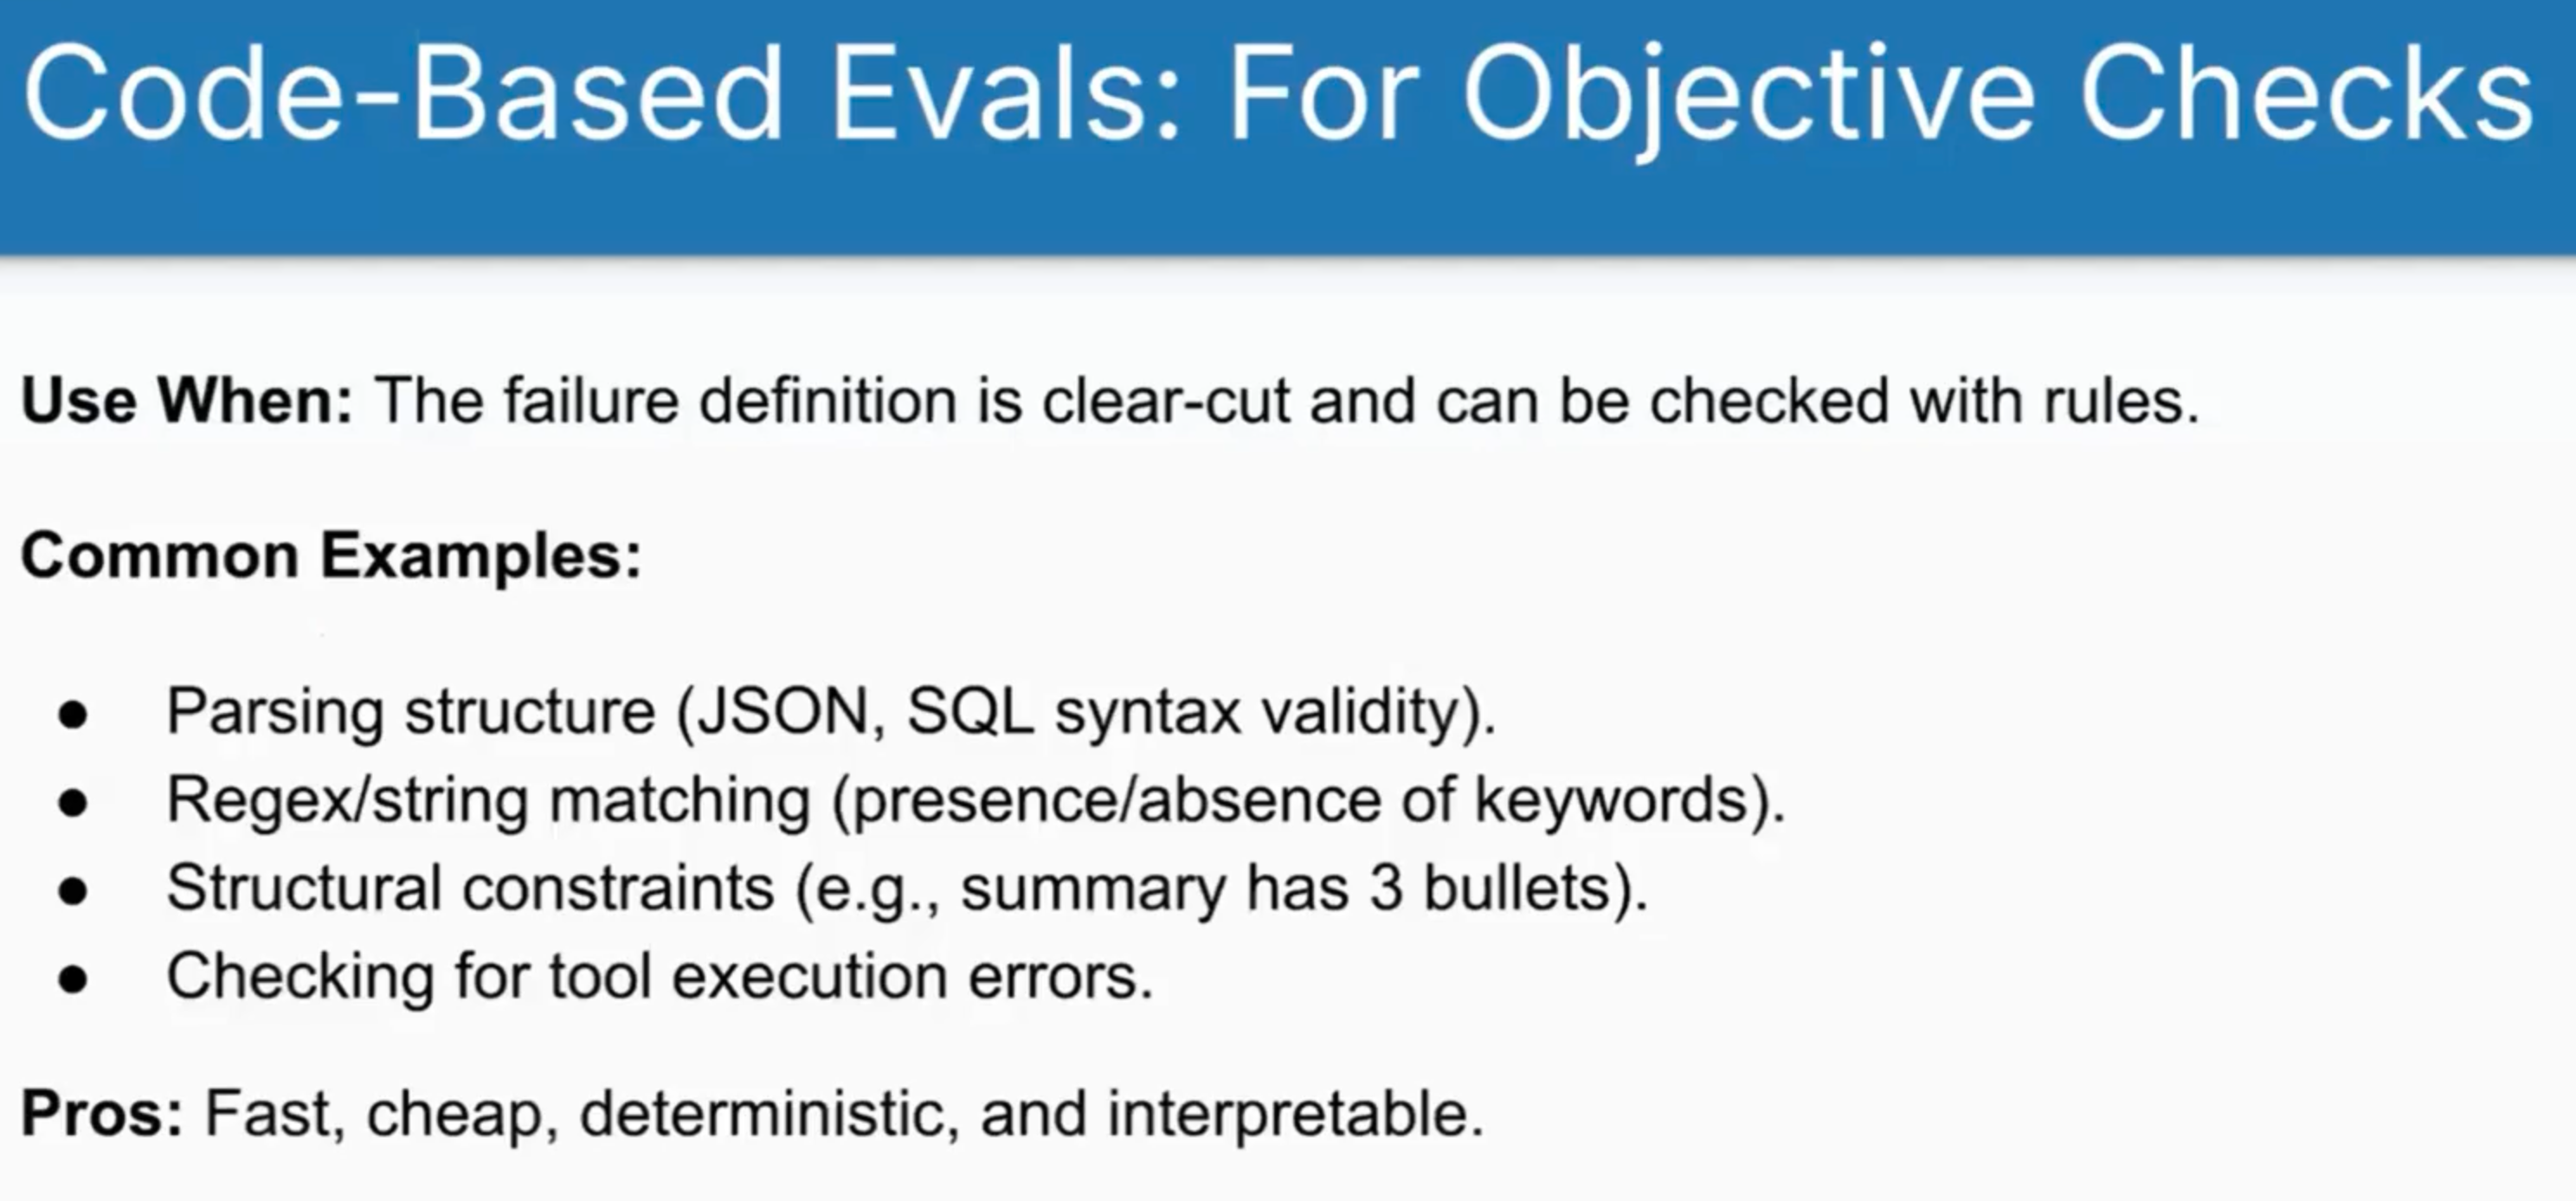 Code-Based Evals: For Objective Checks
Use When: The failure definition is clear-cut and can be checked with rules.
Common Examples:
● Parsing structure (JSON, SQL syntax validity).
● Regex/string matching (presence/absence of keywords).
● Structural constraints (e.g., summary has 3 bullets).
● Checking for tool execution errors.
Pros: Fast, cheap, deterministic, and interpretable.